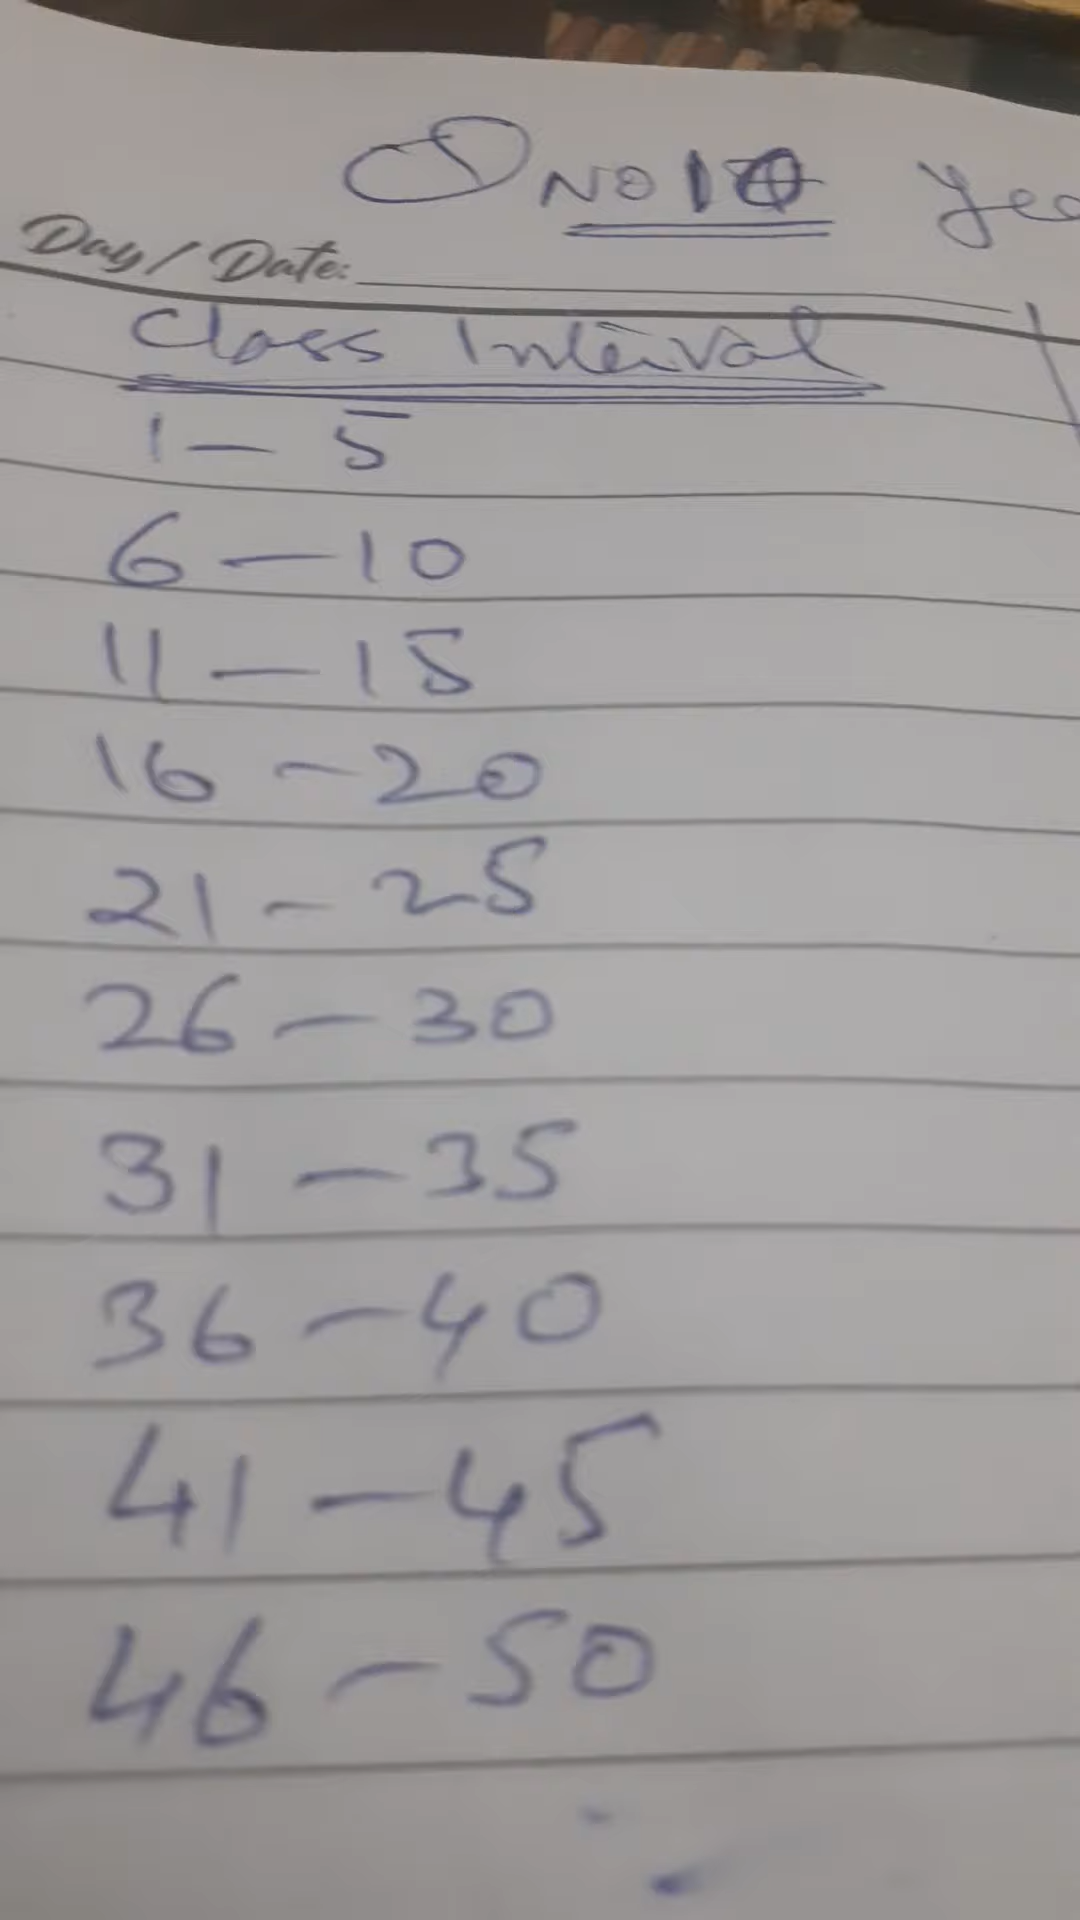 Q No 10
Day/Date:
Class Interval
1 — 5
6 — 10
11 — 15
16 — 20
21 — 25
26 — 30
31 — 35
36 — 40
41 — 45
46 — 50